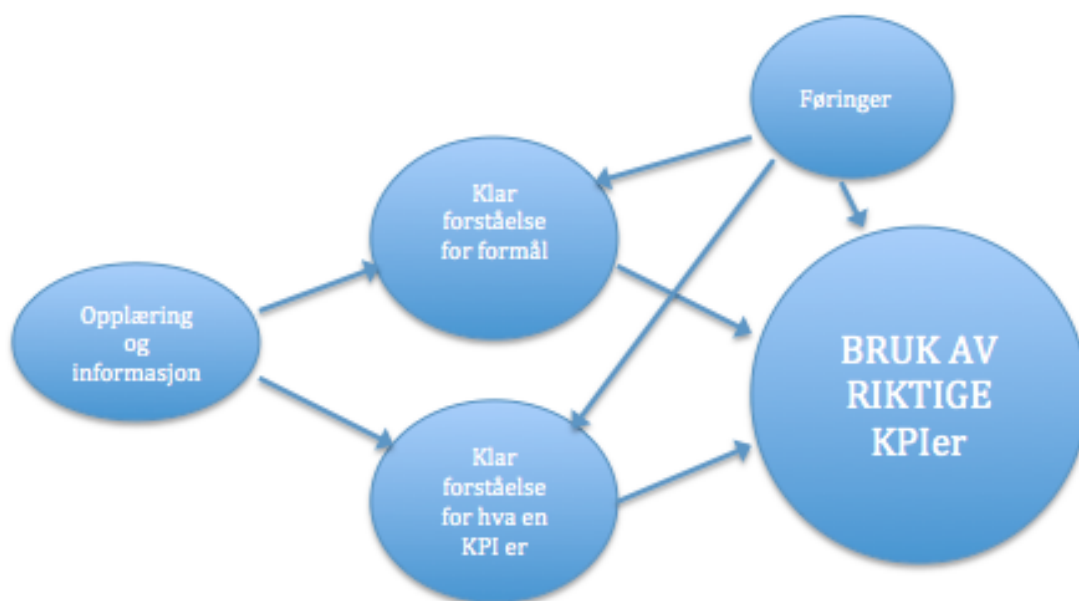 Føringer
Klar
forståelse
for formål
Opplæring
og
informasjon
BRUK AV
RIKTIGE
KPIer
Klar
forståelse
for hva en
KPI er